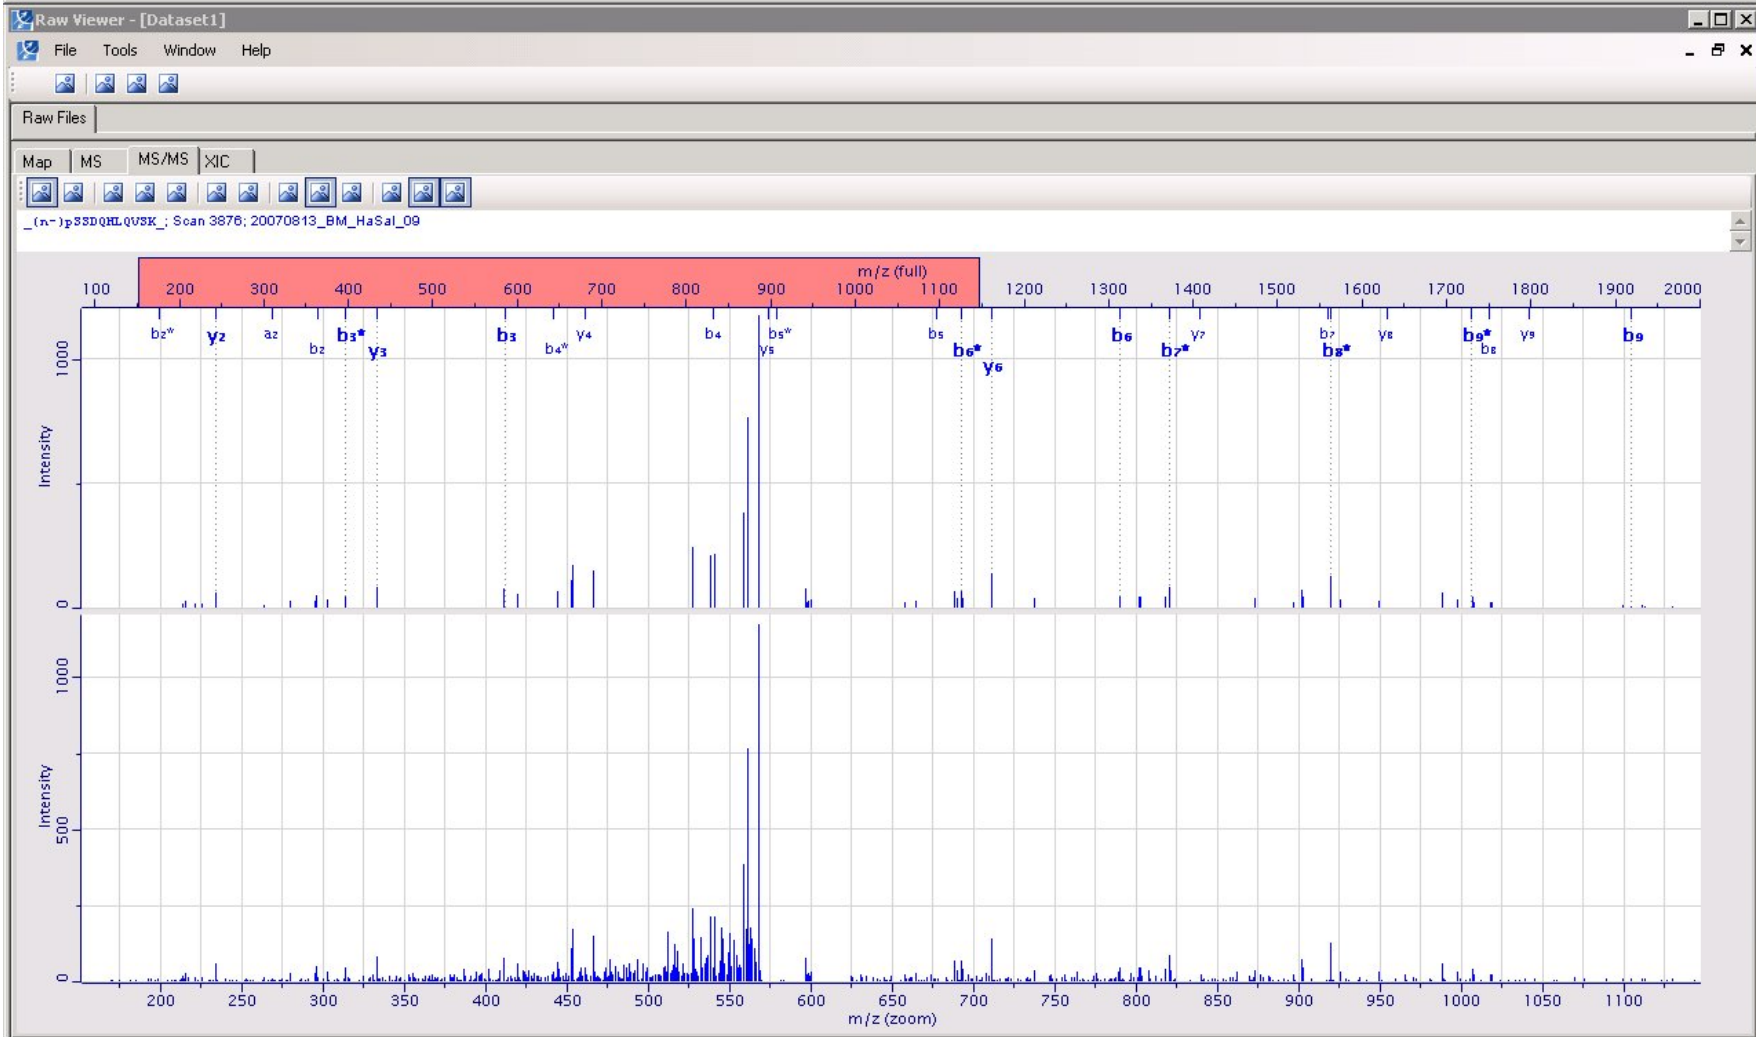 Raw Viewer - [Dataset1]
File Tools Window Help
Raw Files
Map MS MS/MS XIC
_(n-)pSSDQHLQVSK_; Scan 3876; 20070813_BM_HaSal_09
m/z (full)
100 200 300 400 500 600 700 800 900 1000 1100 1200 1300 1400 1500 1600 1700 1800 1900 2000
b2* y2 a2 b3* b3 y4 b4 b5* b5 b6 y7 b7 y8 b9* y9 b9
b2 y3 b4* y5 b6* b7* b8* b8
y6
1000
Intensity
0
1000
Intensity
500
0
200 250 300 350 400 450 500 550 600 650 700 750 800 850 900 950 1000 1050 1100
m/z (zoom)